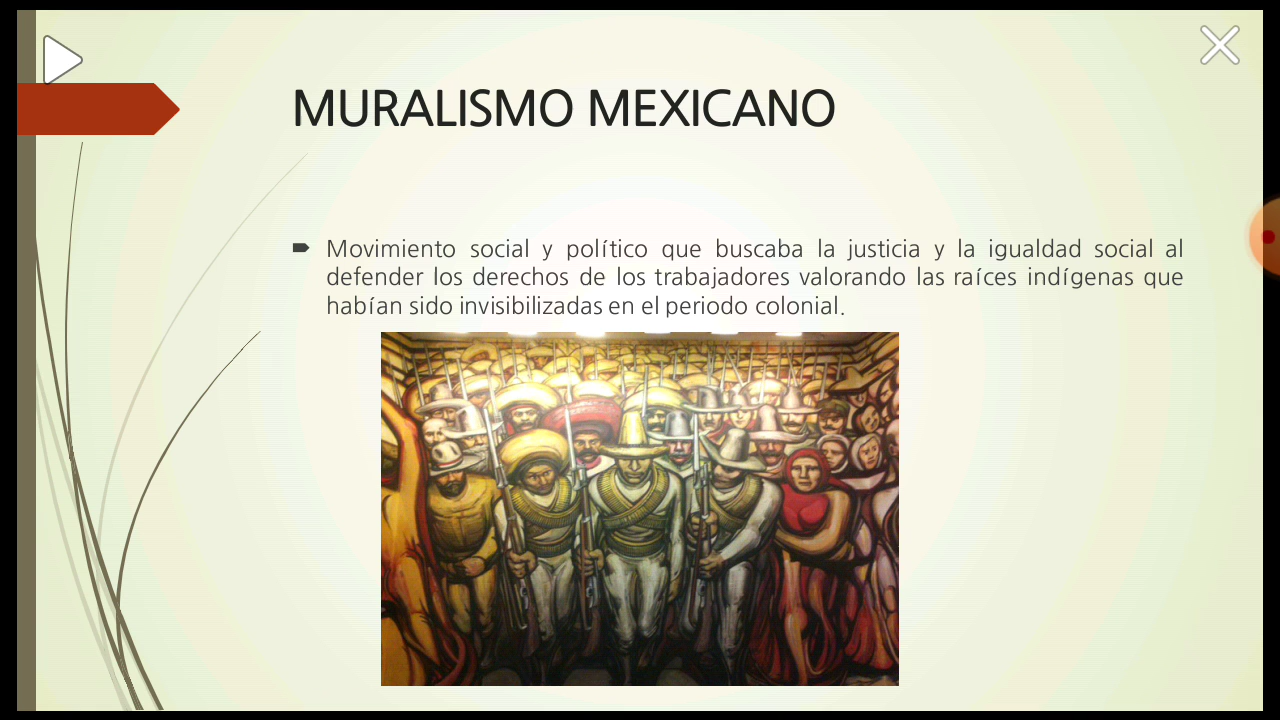 MURALISMO MEXICANO
Movimiento social y político que buscaba la justicia y la igualdad social al
defender los derechos de los trabajadores valorando las raíces indígenas que
habían sido invisibilizadas en el periodo colonial.